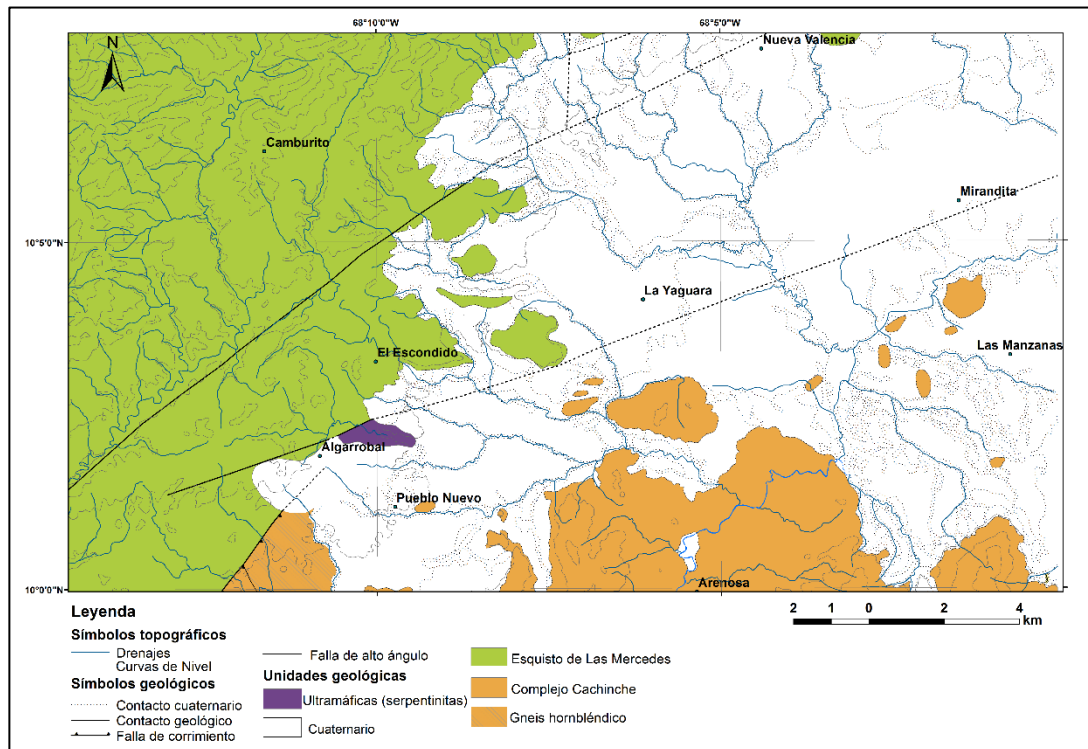 68°10'0"W 68°5'0"W
N
Nueva Valencia
Camburito
Mirandita
10°5'0"N
La Yaguara
Las Manzanas
El Escondido
Algarrobal
Pueblo Nuevo
10°0'0"N
Arenosa
Leyenda
Símbolos topográficos
Drenajes
Curvas de Nivel
Símbolos geológicos
Contacto cuaternario
Contacto geológico
Falla de corrimiento
Falla de alto ángulo
Unidades geológicas
Ultramáficas (serpentinitas)
Cuaternario
Esquisto de Las Mercedes
Complejo Cachinche
Gneis hornbléndico
2 1 0 2 4
km